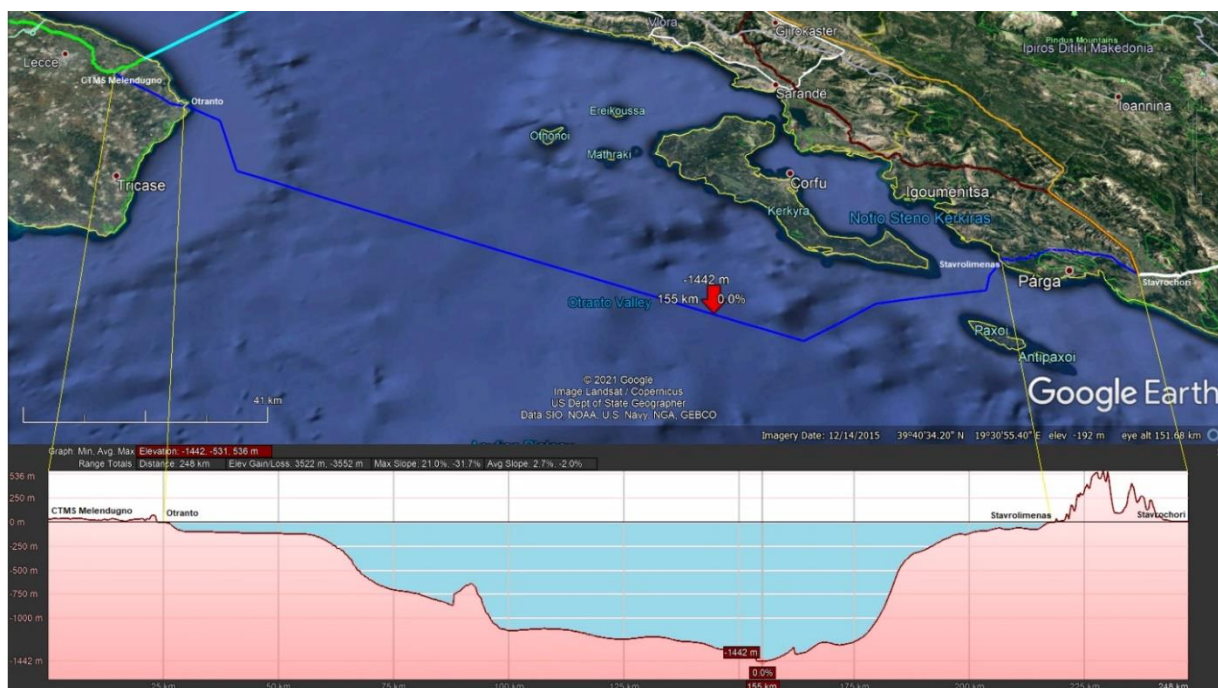 Vlora
Gjirokaster
Pindus Mountains
Ipiros Ditiki Makedonia
Lecce
CTMS Melendugno
Otranto
Sarande
Ioannina
Ereikoussa
Othonoi
Mathraki
Tricase
Corfu
Igoumenitsa
Kerkyra
Notio Steno Kerkiras
Stavrolimenas
Parga
Stavrochori
-1442 m
155 km 0.0%
Otranto Valley
Paxoi
Antipaxoi
© 2021 Google
Image Landsat / Copernicus
US Dept of State Geographer
Data SIO, NOAA, U.S. Navy, NGA, GEBCO
Google Earth
41 km
Imagery Date: 12/14/2015 39°40'34.20" N 19°30'55.40" E elev -192 m eye alt 151.68 km
Graph: Min, Avg, Max Elevation: -1442, -531, 536 m
Range Totals Distance: 248 km Elev Gain/Loss: 3522 m, -3552 m Max Slope: 21.0%, -31.7% Avg Slope: 2.7%, -2.0%
536 m
250 m
CTMS Melendugno Otranto Stavrolimenas Stavrochori
0 m
-250 m
-500 m
-750 m
-1000 m
-1442 m
-1442 m
0.0%
25 km 50 km 75 km 100 km 125 km 155 km 175 km 200 km 225 km 248 km